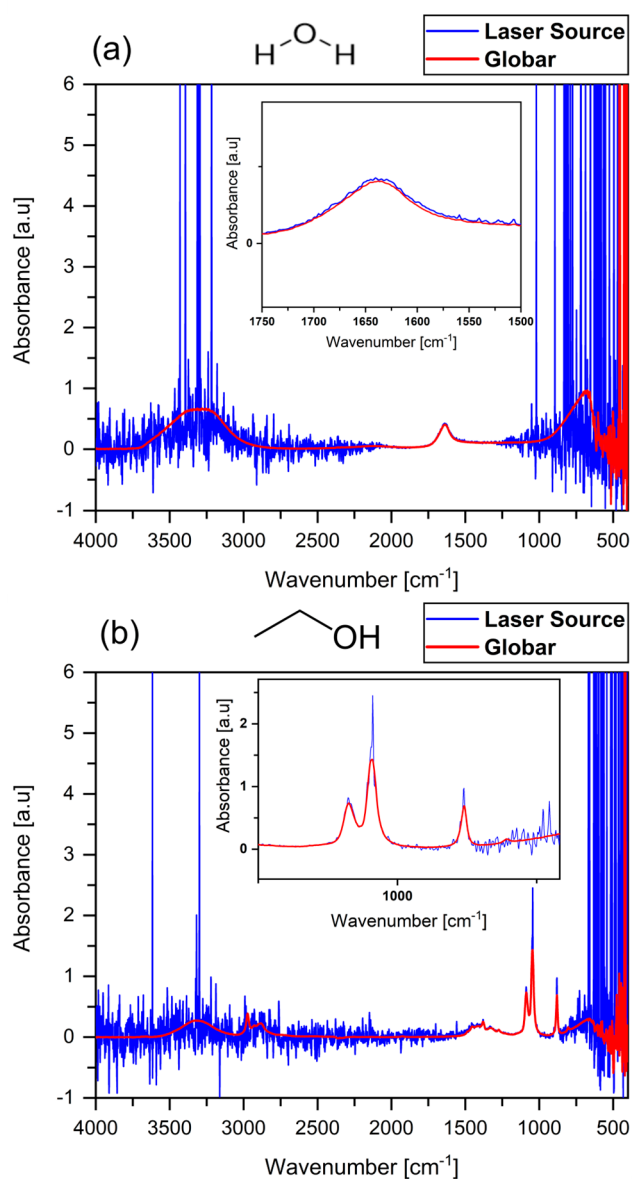 (a)
H O H
Laser Source
Globar
6
5
4
3
2
1
0
-1
Absorbance [a.u]
Absorbance [a.u]
0
1750 1700 1650 1600 1550 1500
Wavenumber [cm⁻¹]
4000 3500 3000 2500 2000 1500 1000 500
Wavenumber [cm⁻¹]
(b)
OH
Laser Source
Globar
6
5
4
3
2
1
0
-1
Absorbance [a.u]
Absorbance [a.u]
2
1
0
1000
Wavenumber [cm⁻¹]
4000 3500 3000 2500 2000 1500 1000 500
Wavenumber [cm⁻¹]